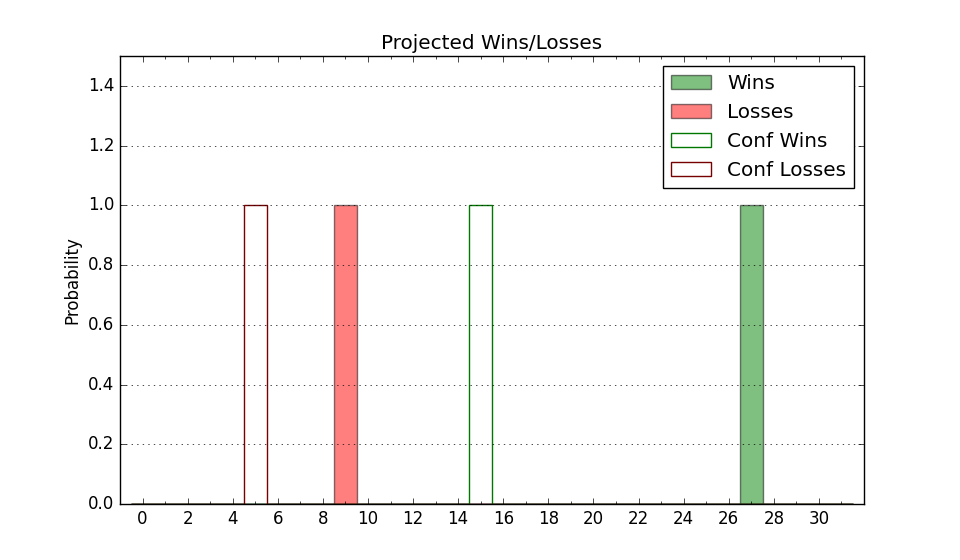 Projected Wins/Losses
Wins
Losses
Conf Wins
Conf Losses
Probability
1.4
1.2
1.0
0.8
0.6
0.4
0.2
0.0
0 2 4 6 8 10 12 14 16 18 20 22 24 26 28 30